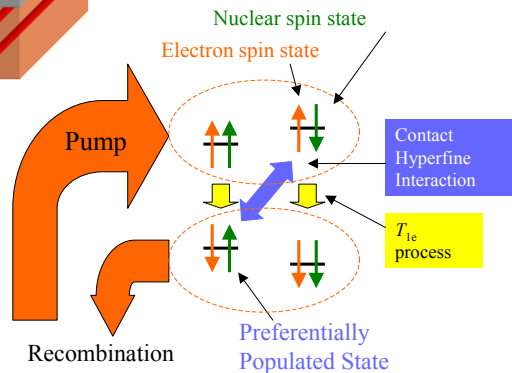 Nuclear spin state
Electron spin state
Pump
Contact
Hyperfine
Interaction
T1e
process
Preferentially
Populated State
Recombination